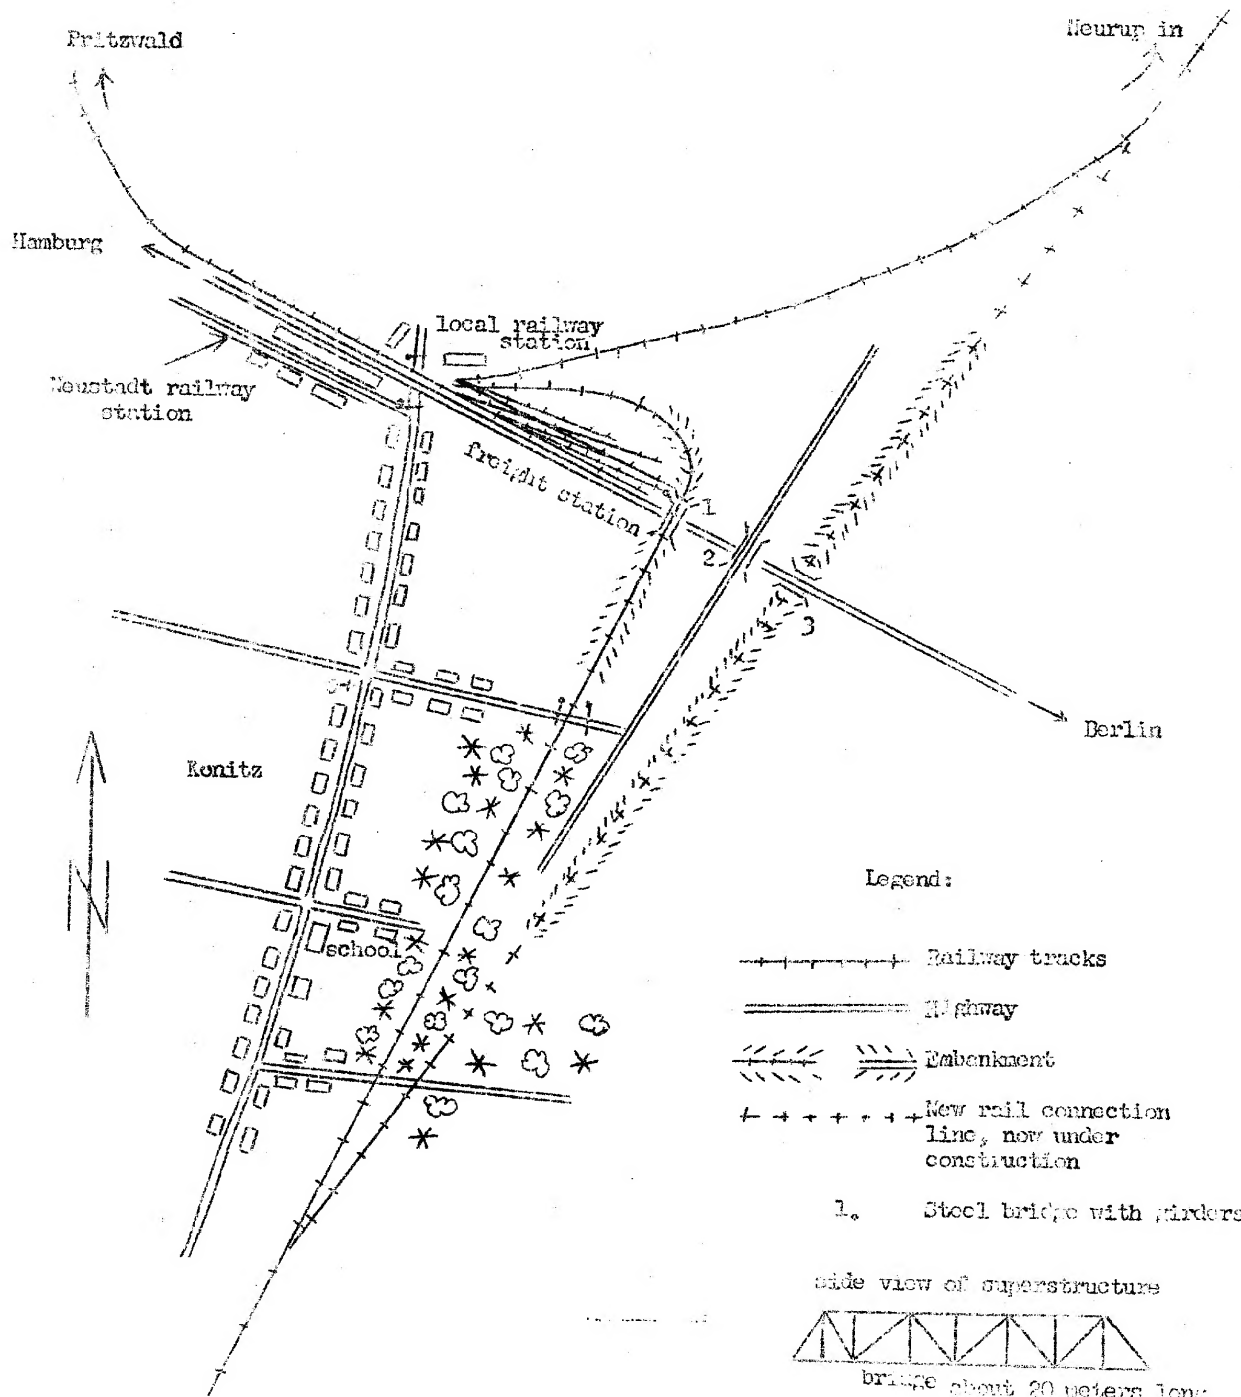 Pritzwald
Neurup in
Hamburg
local railway
station
Neustadt railway
station
freight station
1
2
3
Berlin
Konitz
N
school
Legend:
Railway tracks
Highway
Embankment
New rail connection
line, now under
construction
1. Steel bridge with girders
Side view of superstructure
bridge about 20 meters long